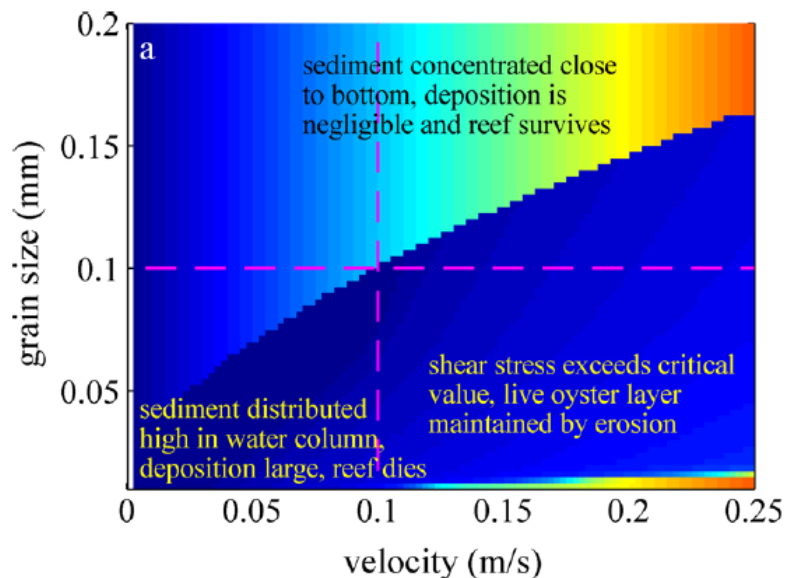 0.2
a
sediment concentrated close
to bottom, deposition is
negligible and reef survives
0.15
grain size (mm)
0.1
0.05
shear stress exceeds critical
value, live oyster layer
maintained by erosion
sediment distributed
high in water column,
deposition large, reef dies
0
0.05
0.1
0.15
0.2
0.25
velocity (m/s)